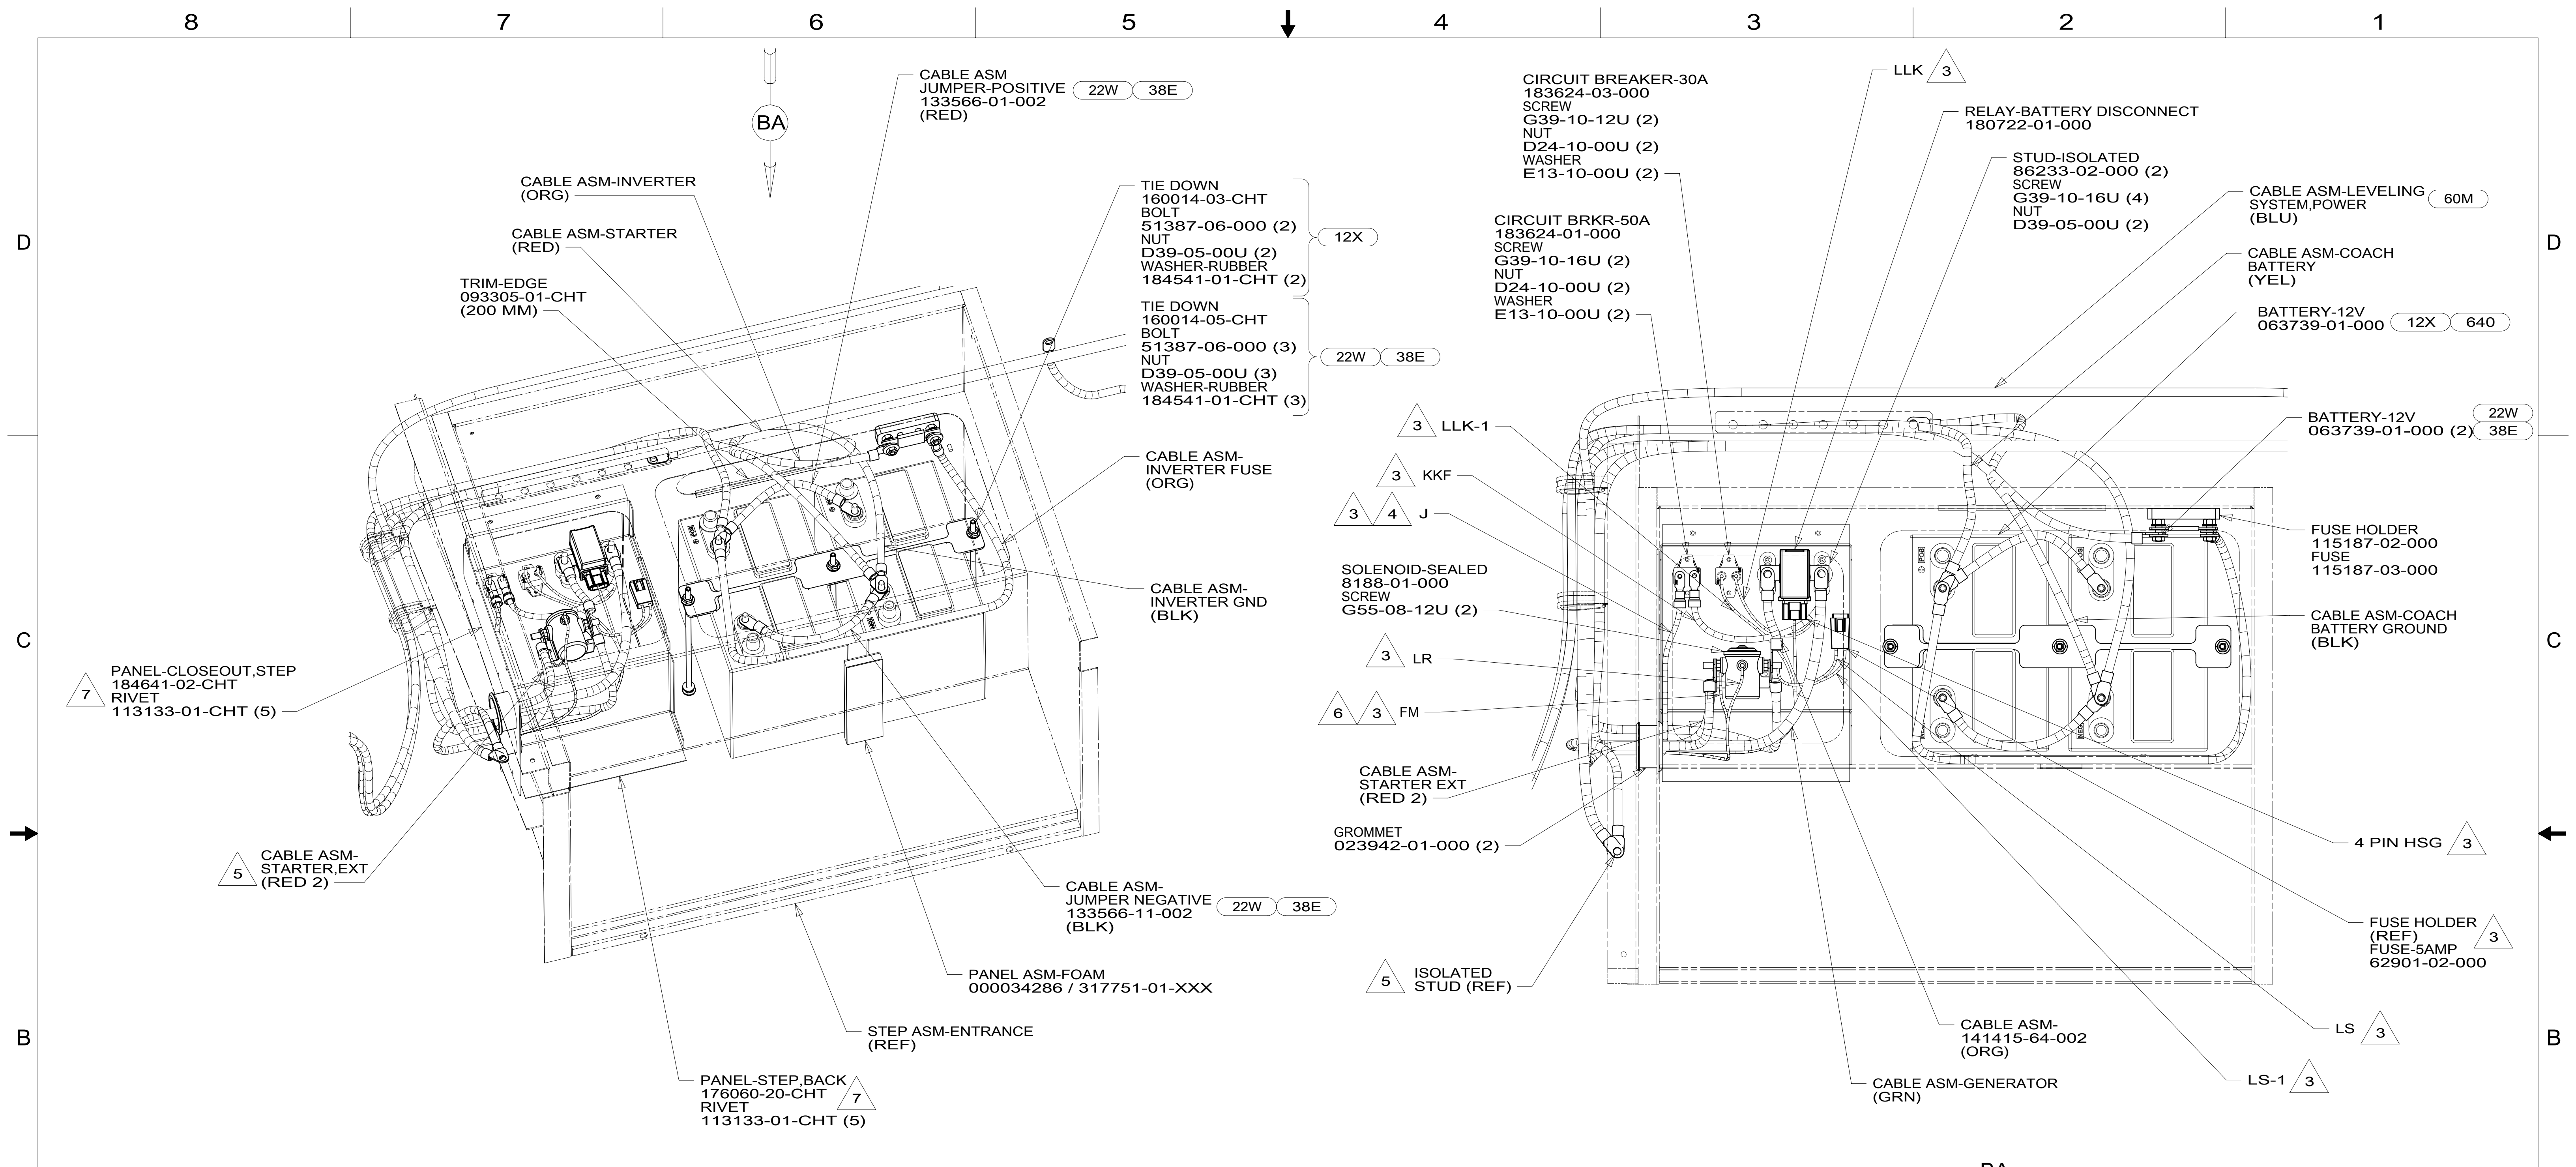 8 7 6 5 4 3 2 1
D
C
B
D
C
B
BA
CABLE ASM
JUMPER-POSITIVE 22W 38E
133566-01-002
(RED)
CABLE ASM-INVERTER
(ORG)
CABLE ASM-STARTER
(RED)
TRIM-EDGE
093305-01-CHT
(200 MM)
TIE DOWN
160014-03-CHT
BOLT
51387-06-000 (2)
NUT
D39-05-00U (2)
WASHER-RUBBER
184541-01-CHT (2)
12X
TIE DOWN
160014-05-CHT
BOLT
51387-06-000 (3)
NUT
D39-05-00U (3)
WASHER-RUBBER
184541-01-CHT (3)
22W 38E
CABLE ASM-
INVERTER FUSE
(ORG)
CABLE ASM-
INVERTER GND
(BLK)
7 PANEL-CLOSEOUT,STEP
184641-02-CHT
RIVET
113133-01-CHT (5)
5 CABLE ASM-
STARTER,EXT
(RED 2)
CABLE ASM-
JUMPER NEGATIVE 22W 38E
133566-11-002
(BLK)
PANEL ASM-FOAM
000034286 / 317751-01-XXX
STEP ASM-ENTRANCE
(REF)
PANEL-STEP,BACK 7
176060-20-CHT
RIVET
113133-01-CHT (5)
CIRCUIT BREAKER-30A
183624-03-000
SCREW
G39-10-12U (2)
NUT
D24-10-00U (2)
WASHER
E13-10-00U (2)
CIRCUIT BRKR-50A
183624-01-000
SCREW
G39-10-16U (2)
NUT
D24-10-00U (2)
WASHER
E13-10-00U (2)
LLK 3
RELAY-BATTERY DISCONNECT
180722-01-000
STUD-ISOLATED
86233-02-000 (2)
SCREW
G39-10-16U (4)
NUT
D39-05-00U (2)
CABLE ASM-LEVELING 60M
SYSTEM,POWER
(BLU)
CABLE ASM-COACH
BATTERY
(YEL)
BATTERY-12V
063739-01-000 12X 640
BATTERY-12V 22W
063739-01-000 (2) 38E
3 LLK-1
3 KKF
3 4 J
SOLENOID-SEALED
8188-01-000
SCREW
G55-08-12U (2)
3 LR
6 3 FM
CABLE ASM-
STARTER EXT
(RED 2)
GROMMET
023942-01-000 (2)
5 ISOLATED
STUD (REF)
FUSE HOLDER
115187-02-000
FUSE
115187-03-000
CABLE ASM-COACH
BATTERY GROUND
(BLK)
4 PIN HSG 3
FUSE HOLDER
(REF) 3
FUSE-5AMP
62901-02-000
LS 3
LS-1 3
CABLE ASM-
141415-64-002
(ORG)
CABLE ASM-GENERATOR
(GRN)